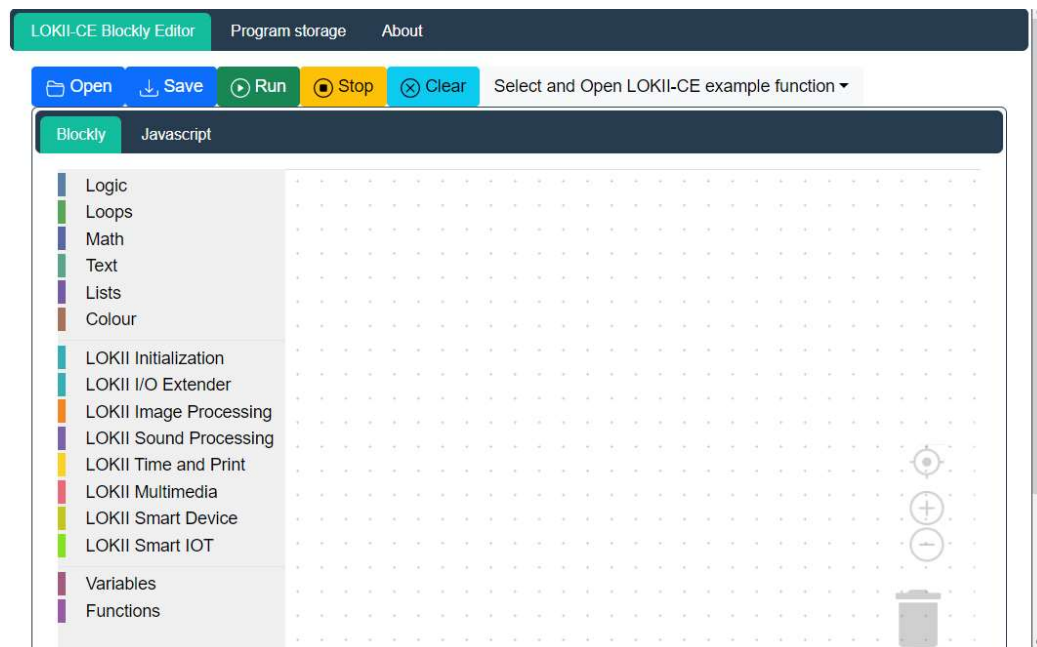 LOKII-CE Blockly Editor Program storage About
Open Save Run Stop Clear Select and Open LOKII-CE example function
Blockly Javascript
Logic
Loops
Math
Text
Lists
Colour
LOKII Initialization
LOKII I/O Extender
LOKII Image Processing
LOKII Sound Processing
LOKII Time and Print
LOKII Multimedia
LOKII Smart Device
LOKII Smart IOT
Variables
Functions